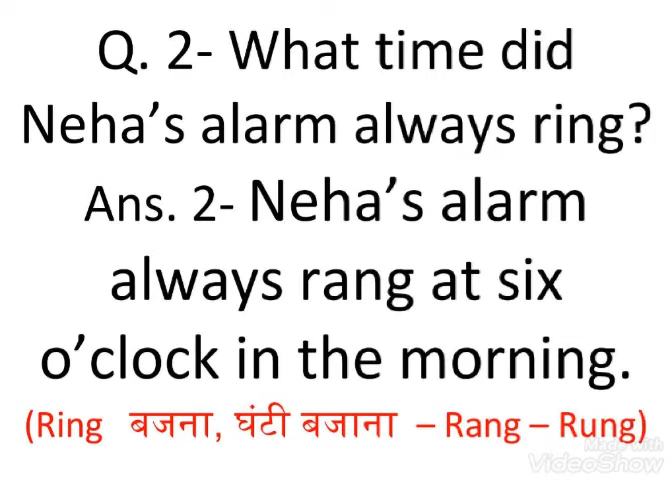 Q. 2- What time did
Neha’s alarm always ring?
Ans. 2- Neha’s alarm
always rang at six
o’clock in the morning.
(Ring बजना, घंटी बजाना – Rang – Rung)
Made with
VideoShow